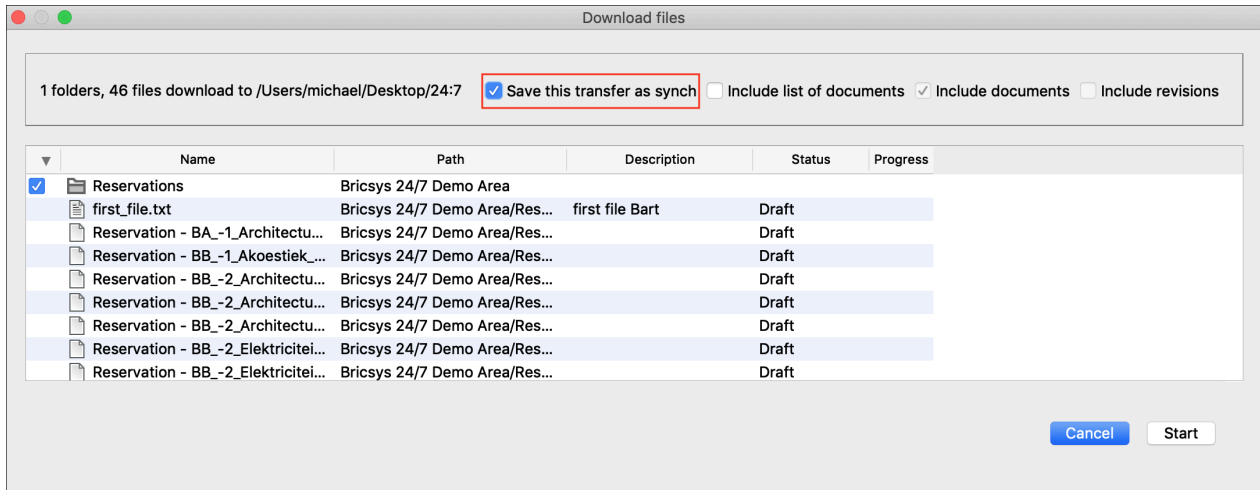 Download files
1 folders, 46 files download to /Users/michael/Desktop/24:7 Save this transfer as synch Include list of documents Include documents Include revisions
Name Path Description Status Progress
Reservations Bricsys 24/7 Demo Area
first_file.txt Bricsys 24/7 Demo Area/Res... first file Bart Draft
Reservation - BA_-1_Architectu... Bricsys 24/7 Demo Area/Res... Draft
Reservation - BB_-1_Akoestiek_... Bricsys 24/7 Demo Area/Res... Draft
Reservation - BB_-2_Architectu... Bricsys 24/7 Demo Area/Res... Draft
Reservation - BB_-2_Architectu... Bricsys 24/7 Demo Area/Res... Draft
Reservation - BB_-2_Architectu... Bricsys 24/7 Demo Area/Res... Draft
Reservation - BB_-2_Elektricitei... Bricsys 24/7 Demo Area/Res... Draft
Reservation - BB_-2_Elektricitei... Bricsys 24/7 Demo Area/Res... Draft
Cancel Start